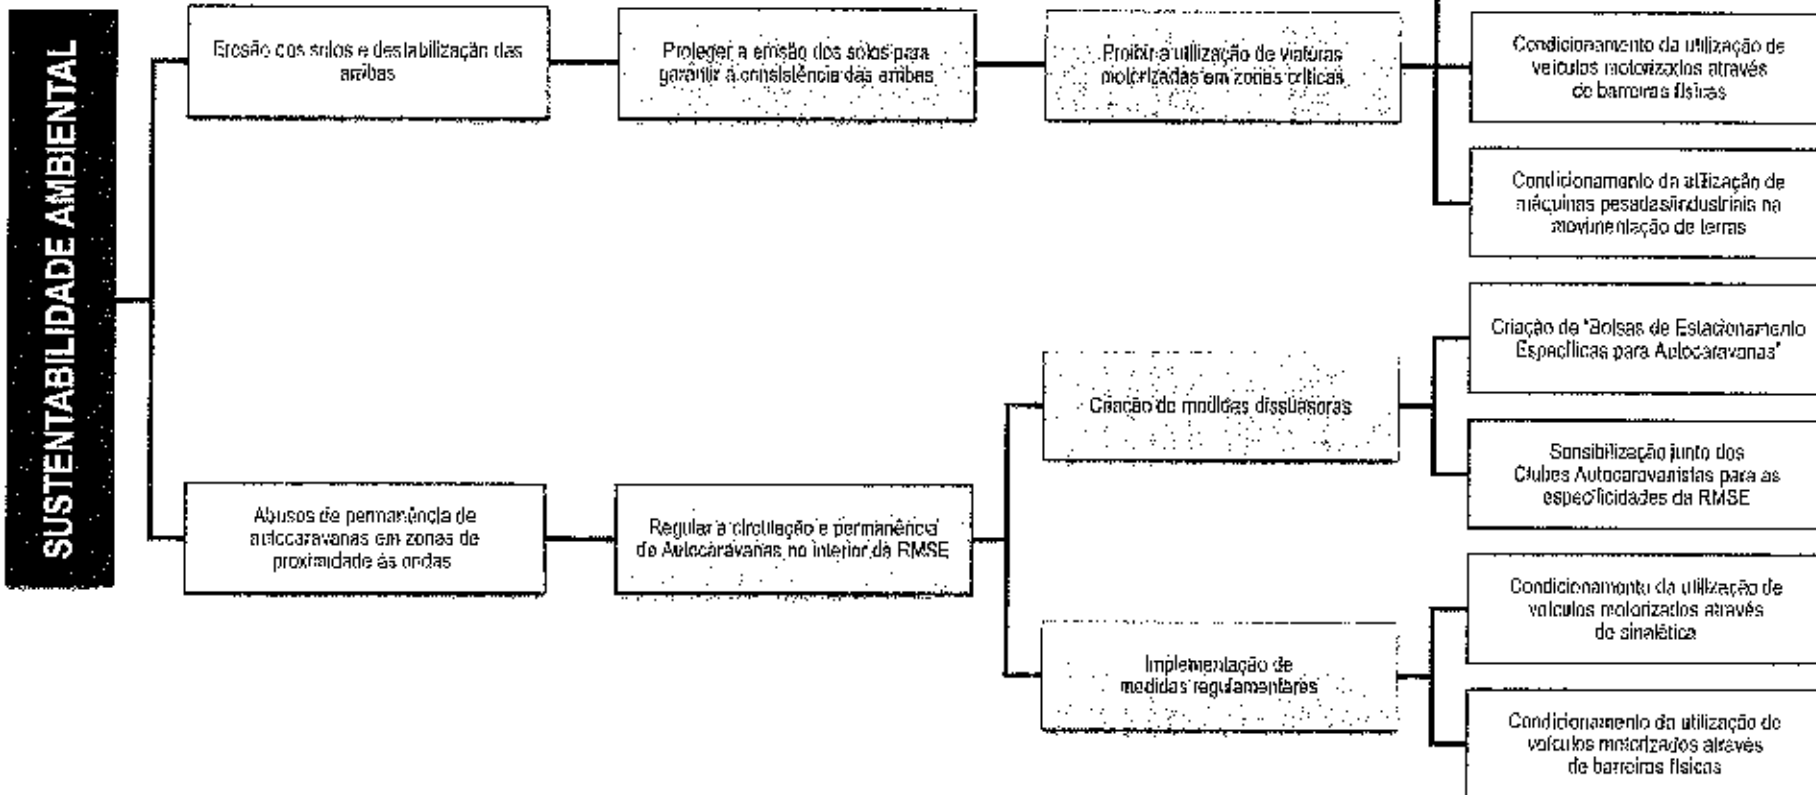 SUSTENTABILIDADE AMBIENTAL
Erosão dos solos e destabilização das
arribas
Proteger a erosão dos solos para
garantir a consistência das arribas
Proibir a utilização de viaturas
motorizadas em zonas críticas
Condicionamento da utilização de
veículos motorizados através
de barreiras físicas
Condicionamento da utilização de
máquinas pesadas/industriais na
movimentação de terras
Abusos de permanência de
autocaravanas em zonas de
proximidade às ondas
Regular a circulação e permanência
de Autocaravanas no interior da RMSE
Criação de medidas dissuasoras
Criação de "Bolsas de Estacionamento
Específicas para Autocaravanas"
Sensibilização junto dos
Clubes Autocaravanistas para as
especificidades da RMSE
Implementação de
medidas regulamentares
Condicionamento da utilização de
veículos motorizados através
de sinalética
Condicionamento da utilização de
veículos motorizados através
de barreiras físicas